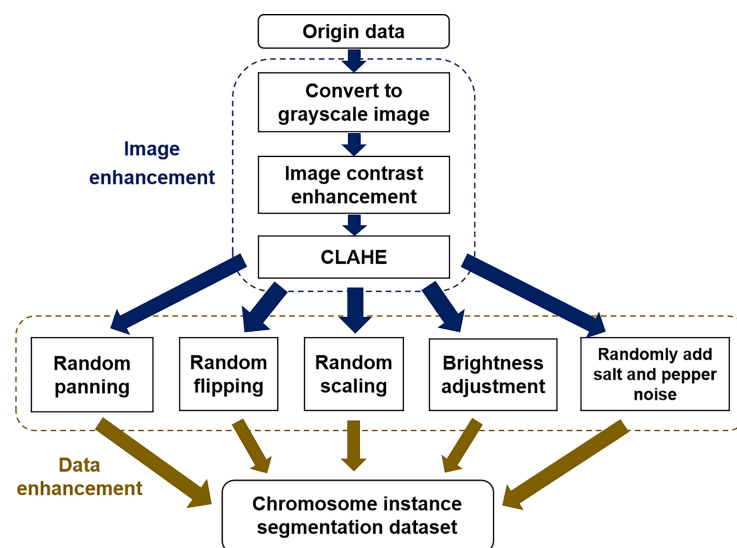 Origin data
Convert to
grayscale image
Image
enhancement
Image contrast
enhancement
CLAHE
Random
panning
Random
flipping
Random
scaling
Brightness
adjustment
Randomly add
salt and pepper
noise
Data
enhancement
Chromosome instance
segmentation dataset